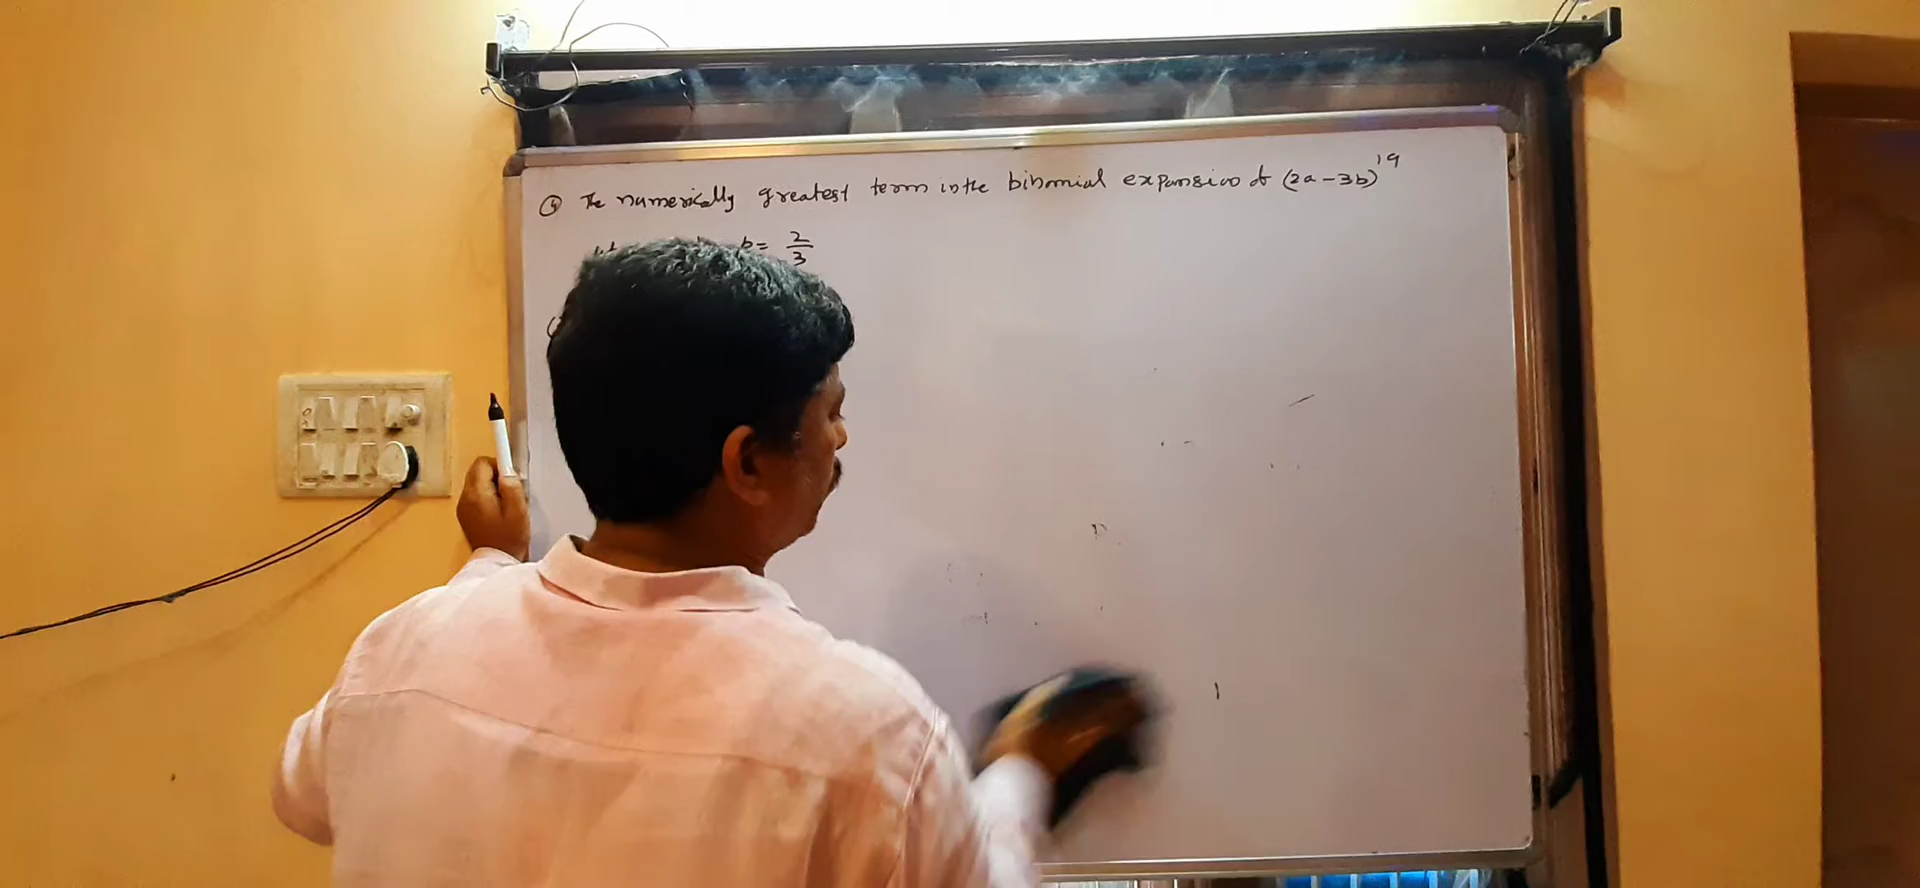 ④ The numerically greatest term in the binomial expansion of (2a-3b)¹⁹
b= 2/3